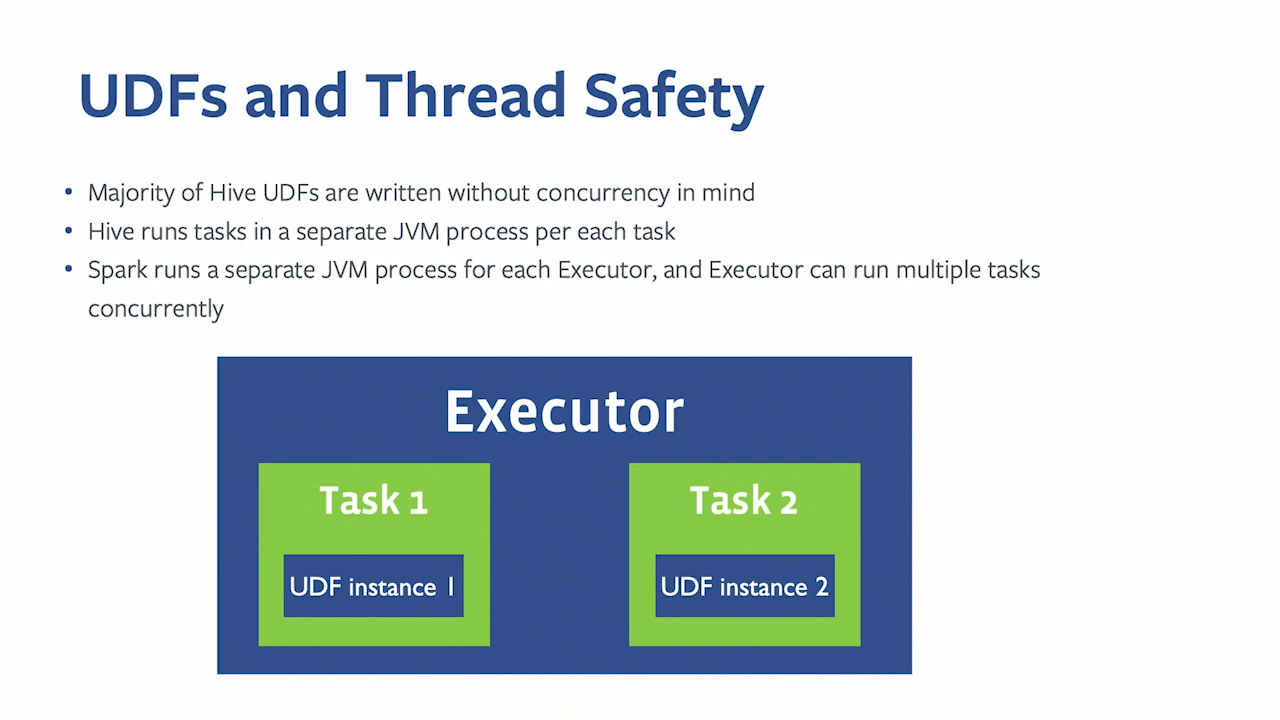 UDFs and Thread Safety
• Majority of Hive UDFs are written without concurrency in mind
• Hive runs tasks in a separate JVM process per each task
• Spark runs a separate JVM process for each Executor, and Executor can run multiple tasks
concurrently
Executor
Task 1
Task 2
UDF instance 1
UDF instance 2